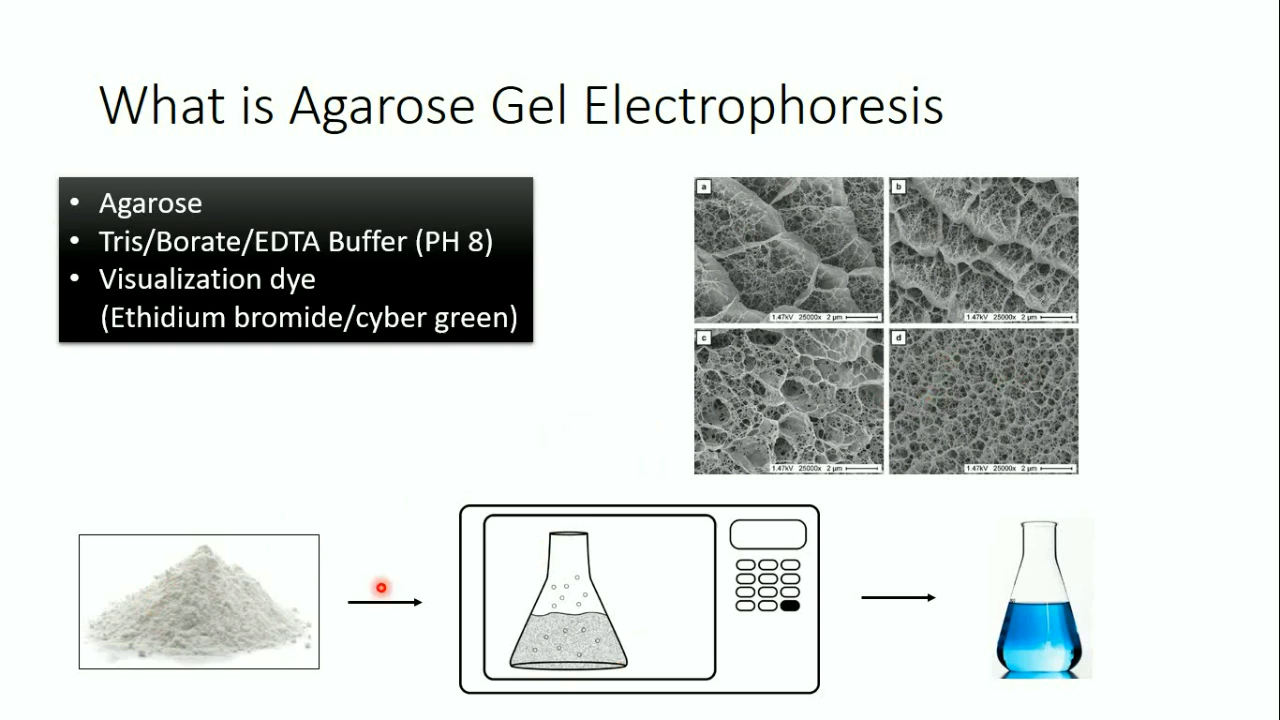 What is Agarose Gel Electrophoresis
• Agarose
• Tris/Borate/EDTA Buffer (PH 8)
• Visualization dye
(Ethidium bromide/cyber green)
a
b
1.47kV 25000x 2 µm
1.47kV 25000x 2 µm
c
d
1.47kV 25000x 2 µm
1.47kV 25000x 2 µm